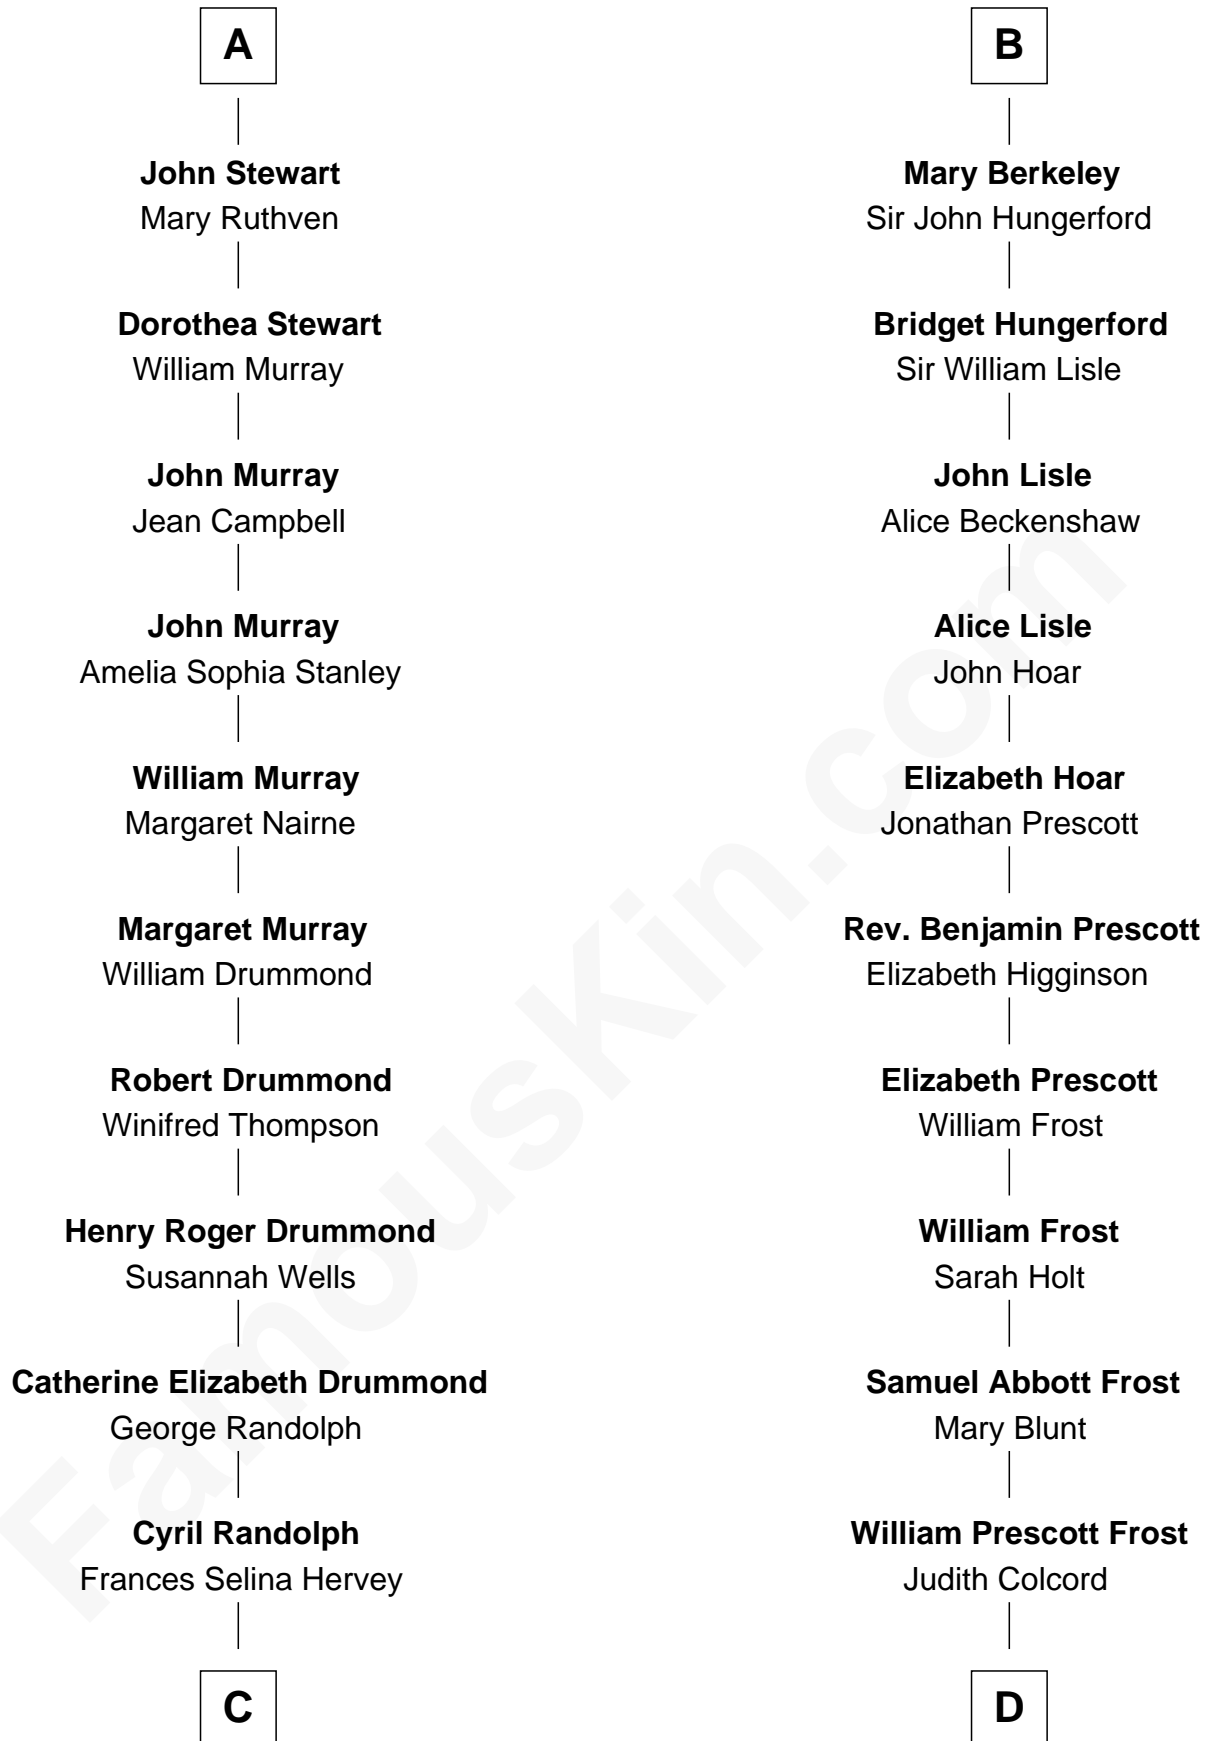 A
John Stewart
Mary Ruthven
Dorothea Stewart
William Murray
John Murray
Jean Campbell
John Murray
Amelia Sophia Stanley
William Murray
Margaret Nairne
Margaret Murray
William Drummond
Robert Drummond
Winifred Thompson
Henry Roger Drummond
Susannah Wells
Catherine Elizabeth Drummond
George Randolph
Cyril Randolph
Frances Selina Hervey
C
B
Mary Berkeley
Sir John Hungerford
Bridget Hungerford
Sir William Lisle
John Lisle
Alice Beckenshaw
Alice Lisle
John Hoar
Elizabeth Hoar
Jonathan Prescott
Rev. Benjamin Prescott
Elizabeth Higginson
Elizabeth Prescott
William Frost
William Frost
Sarah Holt
Samuel Abbott Frost
Mary Blunt
William Prescott Frost
Judith Colcord
D
FamousKin.com